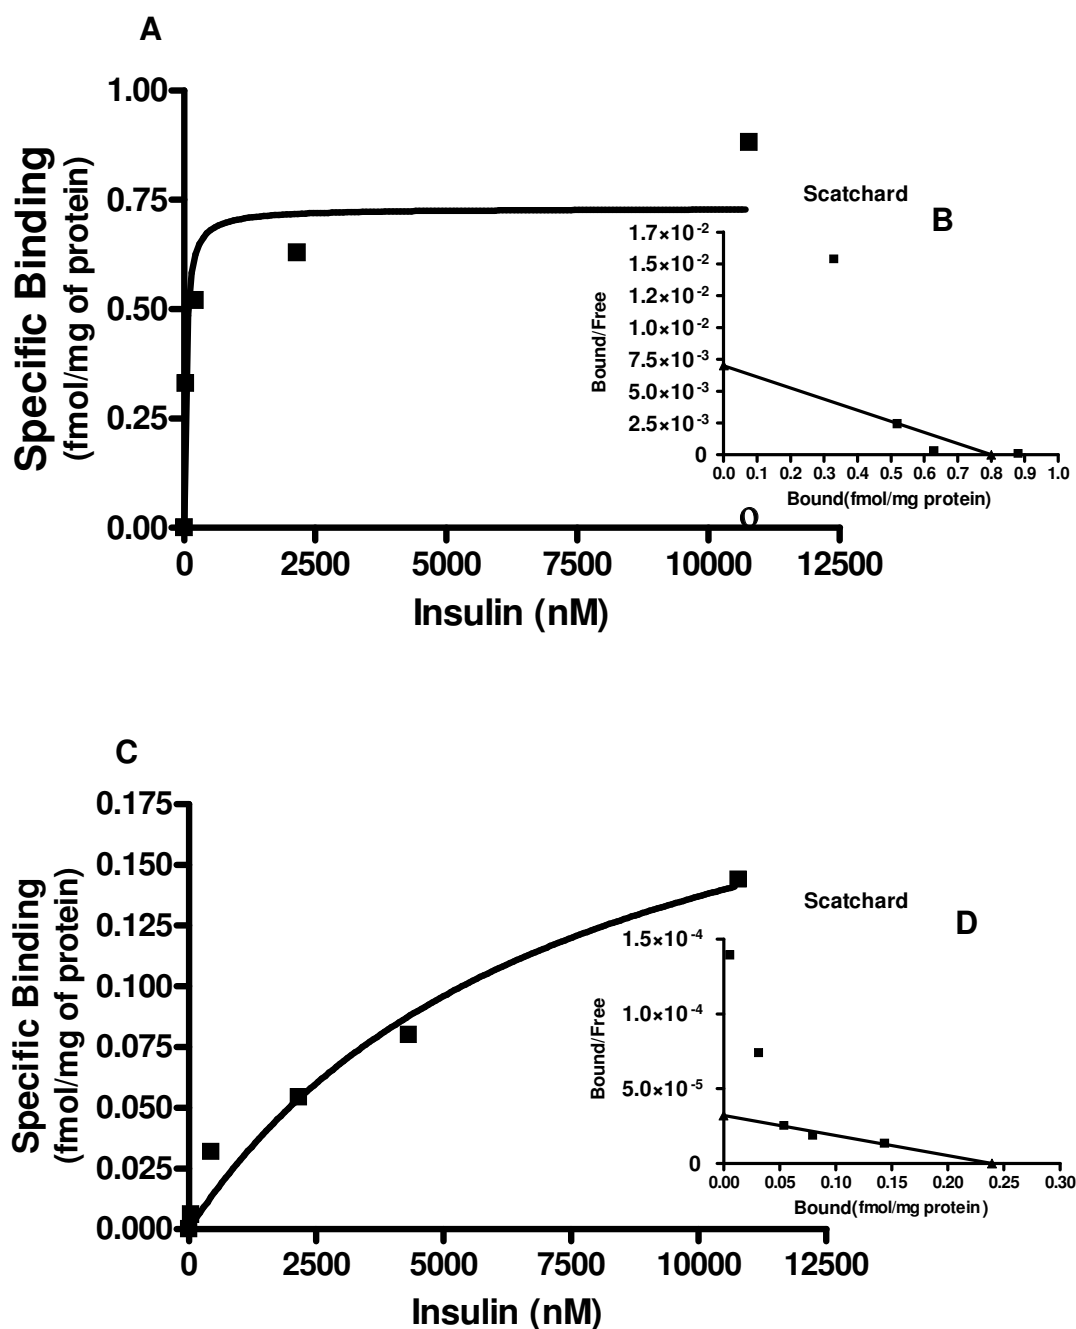 A
1.00
0.75
0.50
0.25
0.00
Specific Binding
(fmol/mg of protein)
0 2500 5000 7500 10000 12500
Insulin (nM)
Scatchard
B
1.7×10-2
1.5×10-2
1.2×10-2
1.0×10-2
7.5×10-3
5.0×10-3
2.5×10-3
0
Bound/Free
0.0 0.1 0.2 0.3 0.4 0.5 0.6 0.7 0.8 0.9 1.0
Bound(fmol/mg protein)
O
C
0.175
0.150
0.125
0.100
0.075
0.050
0.025
0.000
Specific Binding
(fmol/mg of protein)
0 2500 5000 7500 10000 12500
Insulin (nM)
Scatchard
D
1.5×10-4
1.0×10-4
5.0×10-5
0
Bound/Free
0.00 0.05 0.10 0.15 0.20 0.25 0.30
Bound(fmol/mg protein)